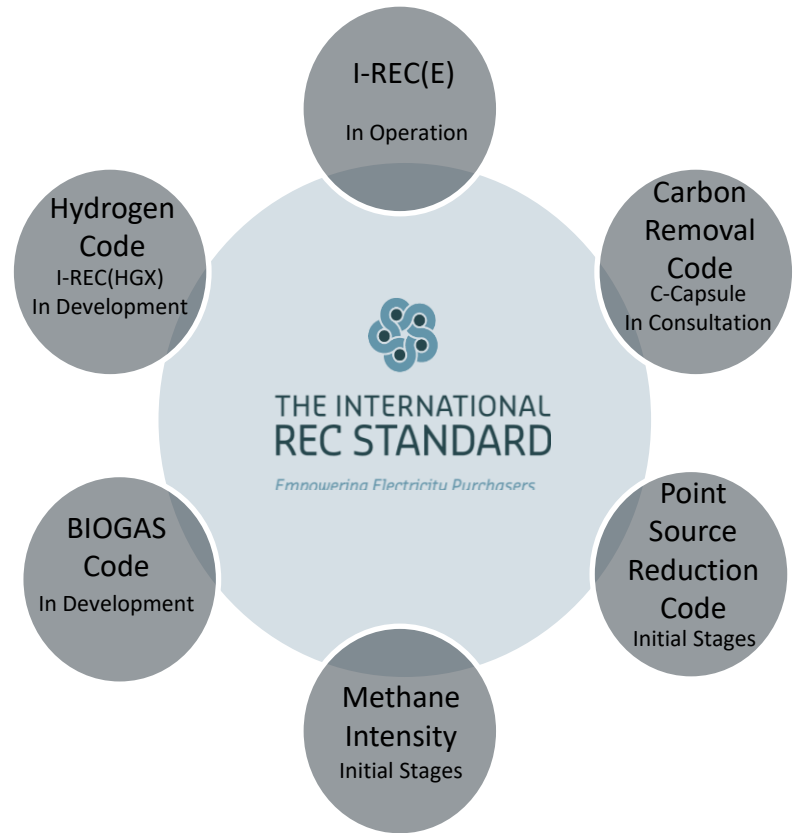 I-REC(E)
In Operation
Carbon
Removal
Code
C-Capsule
In Consultation
Point
Source
Reduction
Code
Initial Stages
Methane
Intensity
Initial Stages
BIOGAS
Code
In Development
Hydrogen
Code
I-REC(HGX)
In Development
THE INTERNATIONAL
REC STANDARD
Empowering Electricity Purchasers